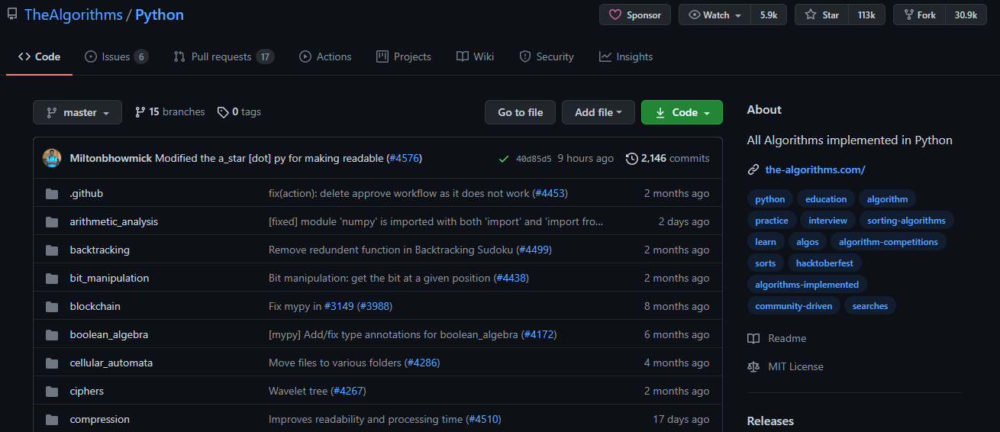 TheAlgorithms / Python Sponsor Watch 5.9k Star 113k Fork 30.9k
Code Issues 6 Pull requests 17 Actions Projects Wiki Security Insights
master 15 branches 0 tags Go to file Add file Code
Miltonbhowmick Modified the a_star [dot] py for making readable (#4576) 40d85d5 9 hours ago 2,146 commits
.github fix(action): delete approve workflow as it does not work (#4453) 2 months ago
arithmetic_analysis [fixed] module 'numpy' is imported with both 'import' and 'import fro... 2 days ago
backtracking Remove redundent function in Backtracking Sudoku (#4499) 2 months ago
bit_manipulation Bit manipulation: get the bit at a given position (#4438) 2 months ago
blockchain Fix mypy in #3149 (#3988) 8 months ago
boolean_algebra [mypy] Add/fix type annotations for boolean_algebra (#4172) 6 months ago
cellular_automata Move files to various folders (#4286) 4 months ago
ciphers Wavelet tree (#4267) 2 months ago
compression Improves readability and processing time (#4510) 17 days ago
About
All Algorithms implemented in Python
the-algorithms.com/
python education algorithm
practice interview sorting-algorithms
learn algos algorithm-competitions
sorts hacktoberfest
algorithms-implemented
community-driven searches
Readme
MIT License
Releases